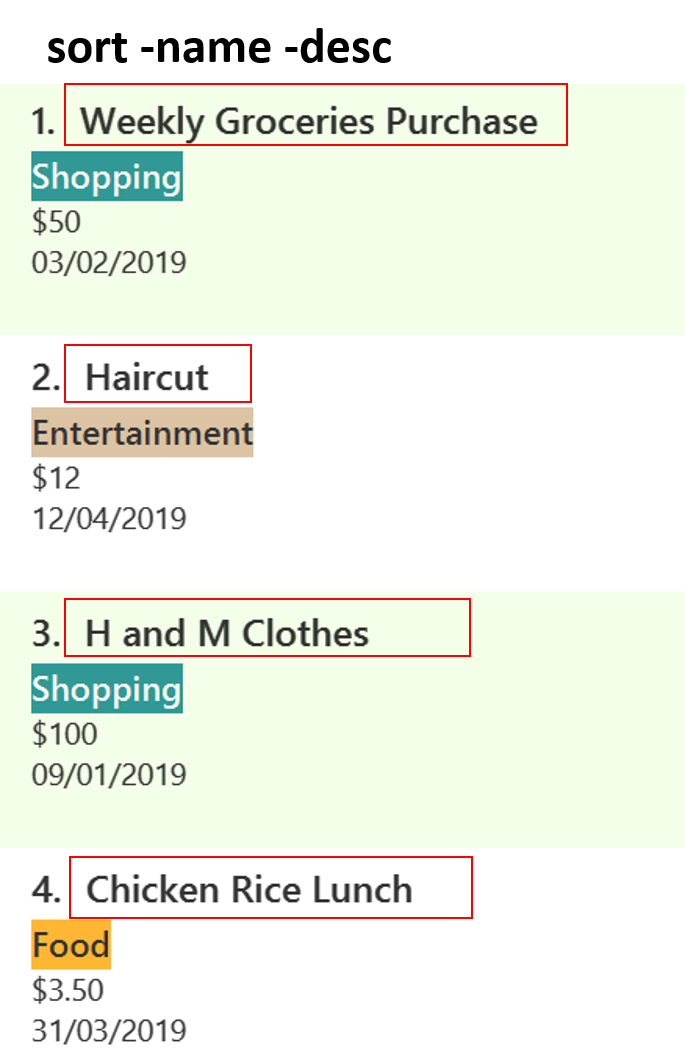 sort -name -desc
1. Weekly Groceries Purchase
Shopping
$50
03/02/2019
2. Haircut
Entertainment
$12
12/04/2019
3. H and M Clothes
Shopping
$100
09/01/2019
4. Chicken Rice Lunch
Food
$3.50
31/03/2019